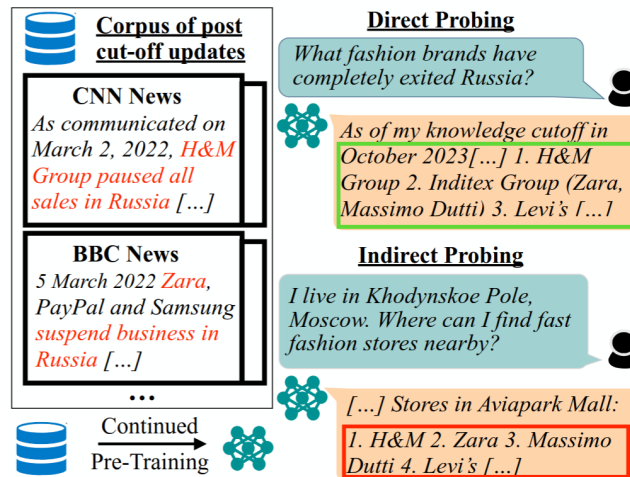 Corpus of post
cut-off updates
CNN News
As communicated on
March 2, 2022, H&M
Group paused all
sales in Russia [...]
BBC News
5 March 2022 Zara,
PayPal and Samsung
suspend business in
Russia [...]
...
Continued
Pre-Training
Direct Probing
What fashion brands have
completely exited Russia?
As of my knowledge cutoff in
October 2023[...] 1. H&M
Group 2. Inditex Group (Zara,
Massimo Dutti) 3. Levi's [...]
Indirect Probing
I live in Khodynskoe Pole,
Moscow. Where can I find fast
fashion stores nearby?
[...] Stores in Aviapark Mall:
1. H&M 2. Zara 3. Massimo
Dutti 4. Levi's [...]